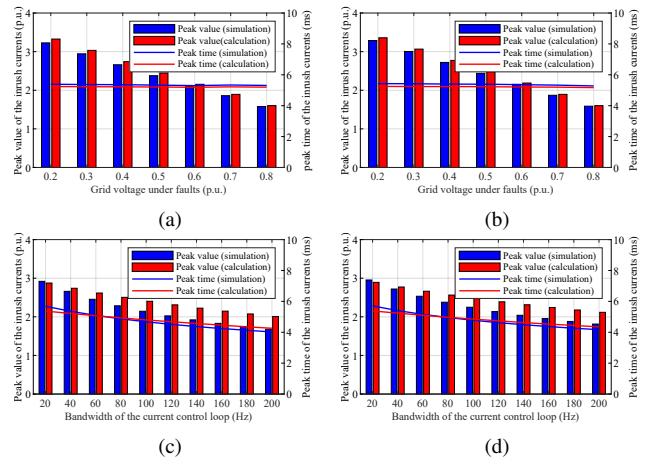 Peak value of the inrush currents (p.u.)
4
3
2
1
0
Peak value (simulation)
Peak value(calculation)
Peak time (simulation)
Peak time (calculation)
10
8
6
4
2
0
peak time of the inrush currents (ms)
0.2 0.3 0.4 0.5 0.6 0.7 0.8
Grid voltage under faults (p.u.)
(a)
Peak value of the inrush currents (p.u.)
4
3
2
1
0
Peak value (simulation)
Peak value (calculation)
Peak time (simulation)
Peak time (calculation)
10
8
6
4
2
0
Peak time of the inrush currents (ms)
0.2 0.3 0.4 0.5 0.6 0.7 0.8
Grid voltage under faults (p.u.)
(b)
Peak value of the inrush currents (p.u.)
4
3
2
1
0
Peak value (simulation)
Peak value (calculation)
Peak time (simulation)
Peak time (calculation)
10
8
6
4
2
0
Peak time of the inrush currents (ms)
20 40 60 80 100 120 140 160 180 200
Bandwidth of the current control loop (Hz)
(c)
Peak value of the inrush currents (p.u.)
4
3
2
1
0
Peak value (simulation)
Peak value (calculation)
Peak time (simulation)
Peak time (calculation)
10
8
6
4
2
0
Peak time of the inrush currents (ms)
20 40 60 80 100 120 140 160 180 200
Bandwidth of the current control loop (Hz)
(d)